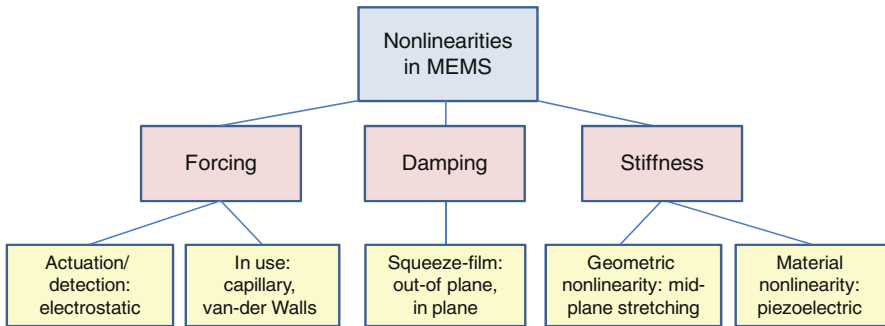 Nonlinearities
in MEMS
Forcing
Damping
Stiffness
Actuation/
detection:
electrostatic
In use:
capillary,
van-der Walls
Squeeze-film:
out-of plane,
in plane
Geometric
nonlinearity: mid-
plane stretching
Material
nonlinearity:
piezoelectric